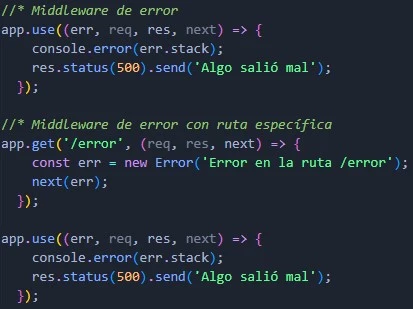 //* Middleware de error
app.use((err, req, res, next) => {
    console.error(err.stack);
    res.status(500).send('Algo salió mal');
  });

//* Middleware de error con ruta específica
app.get('/error', (req, res, next) => {
    const err = new Error('Error en la ruta /error');
    next(err);
  });

app.use((err, req, res, next) => {
    console.error(err.stack);
    res.status(500).send('Algo salió mal');
  });